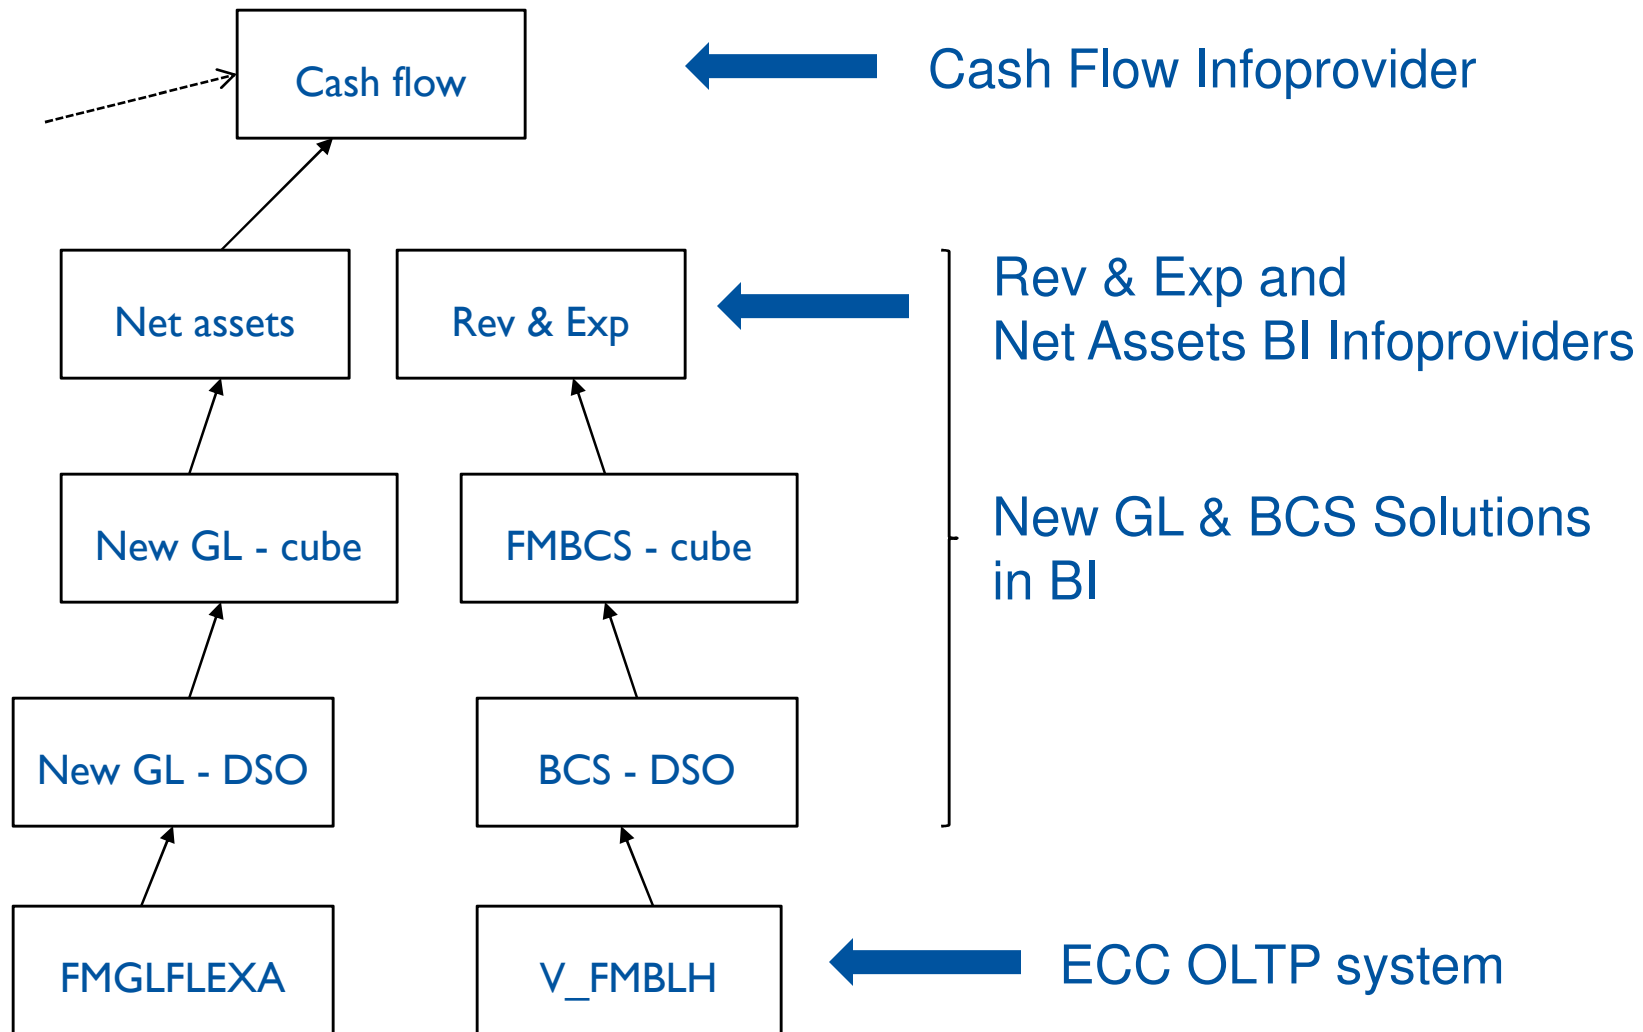 Cash flow
Cash Flow Infoprovider
Net assets
Rev & Exp
Rev & Exp and
Net Assets BI Infoproviders
New GL - cube
FMBCS - cube
New GL & BCS Solutions
in BI
New GL - DSO
BCS - DSO
FMGLFLEXA
V_FMBLH
ECC OLTP system